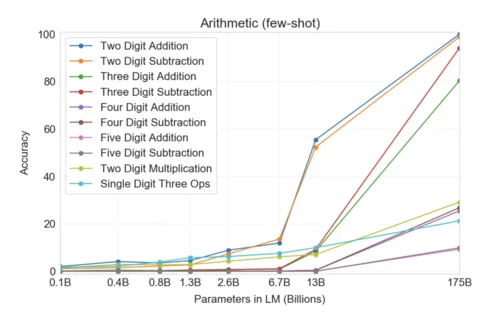 Arithmetic (few-shot)
100
80
60
40
20
0
Accuracy
Two Digit Addition
Two Digit Subtraction
Three Digit Addition
Three Digit Subtraction
Four Digit Addition
Four Digit Subtraction
Five Digit Addition
Five Digit Subtraction
Two Digit Multiplication
Single Digit Three Ops
0.1B 0.4B 0.8B 1.3B 2.6B 6.7B 13B 175B
Parameters in LM (Billions)